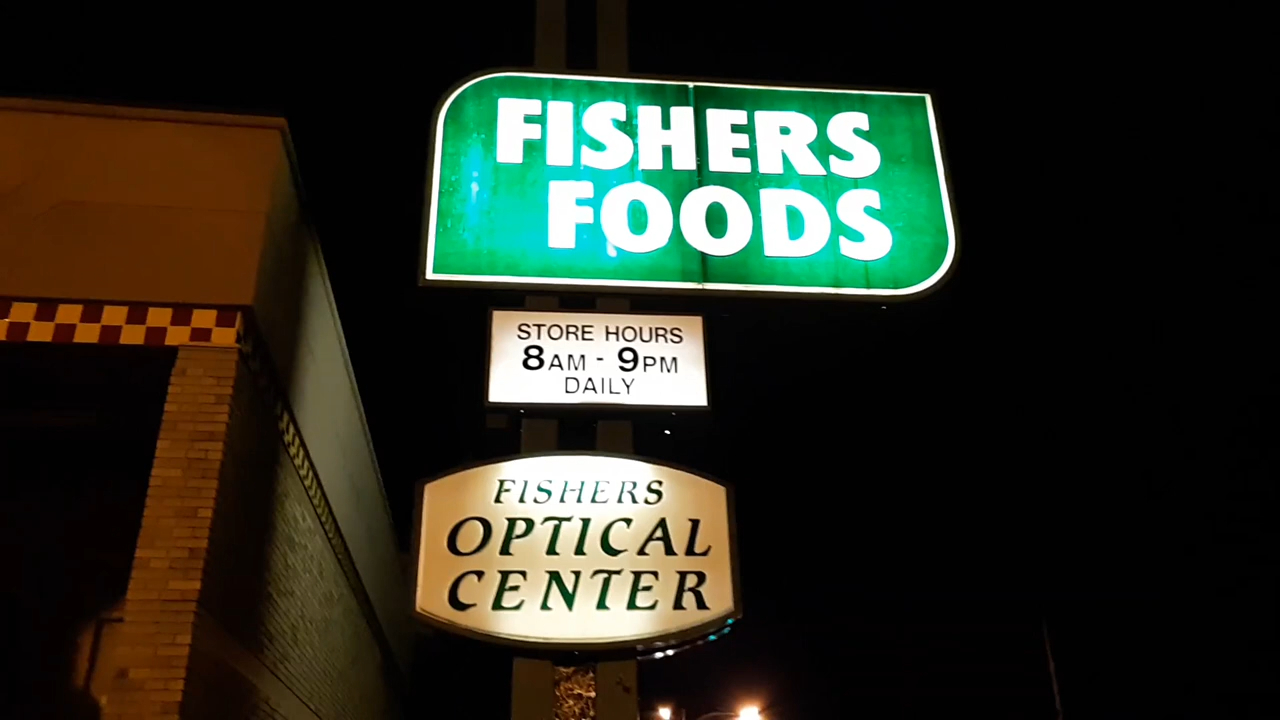 FISHERS
FOODS
STORE HOURS
8AM - 9PM
DAILY
FISHERS
OPTICAL
CENTER